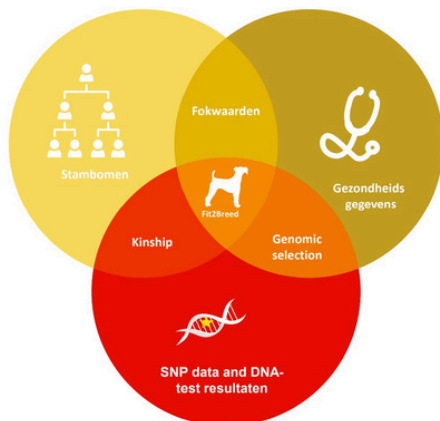 Fokwaarden
Stambomen
Gezondheids
gegevens
Fit2Breed
Kinship
Genomic
selection
SNP data and DNA-
test resultaten